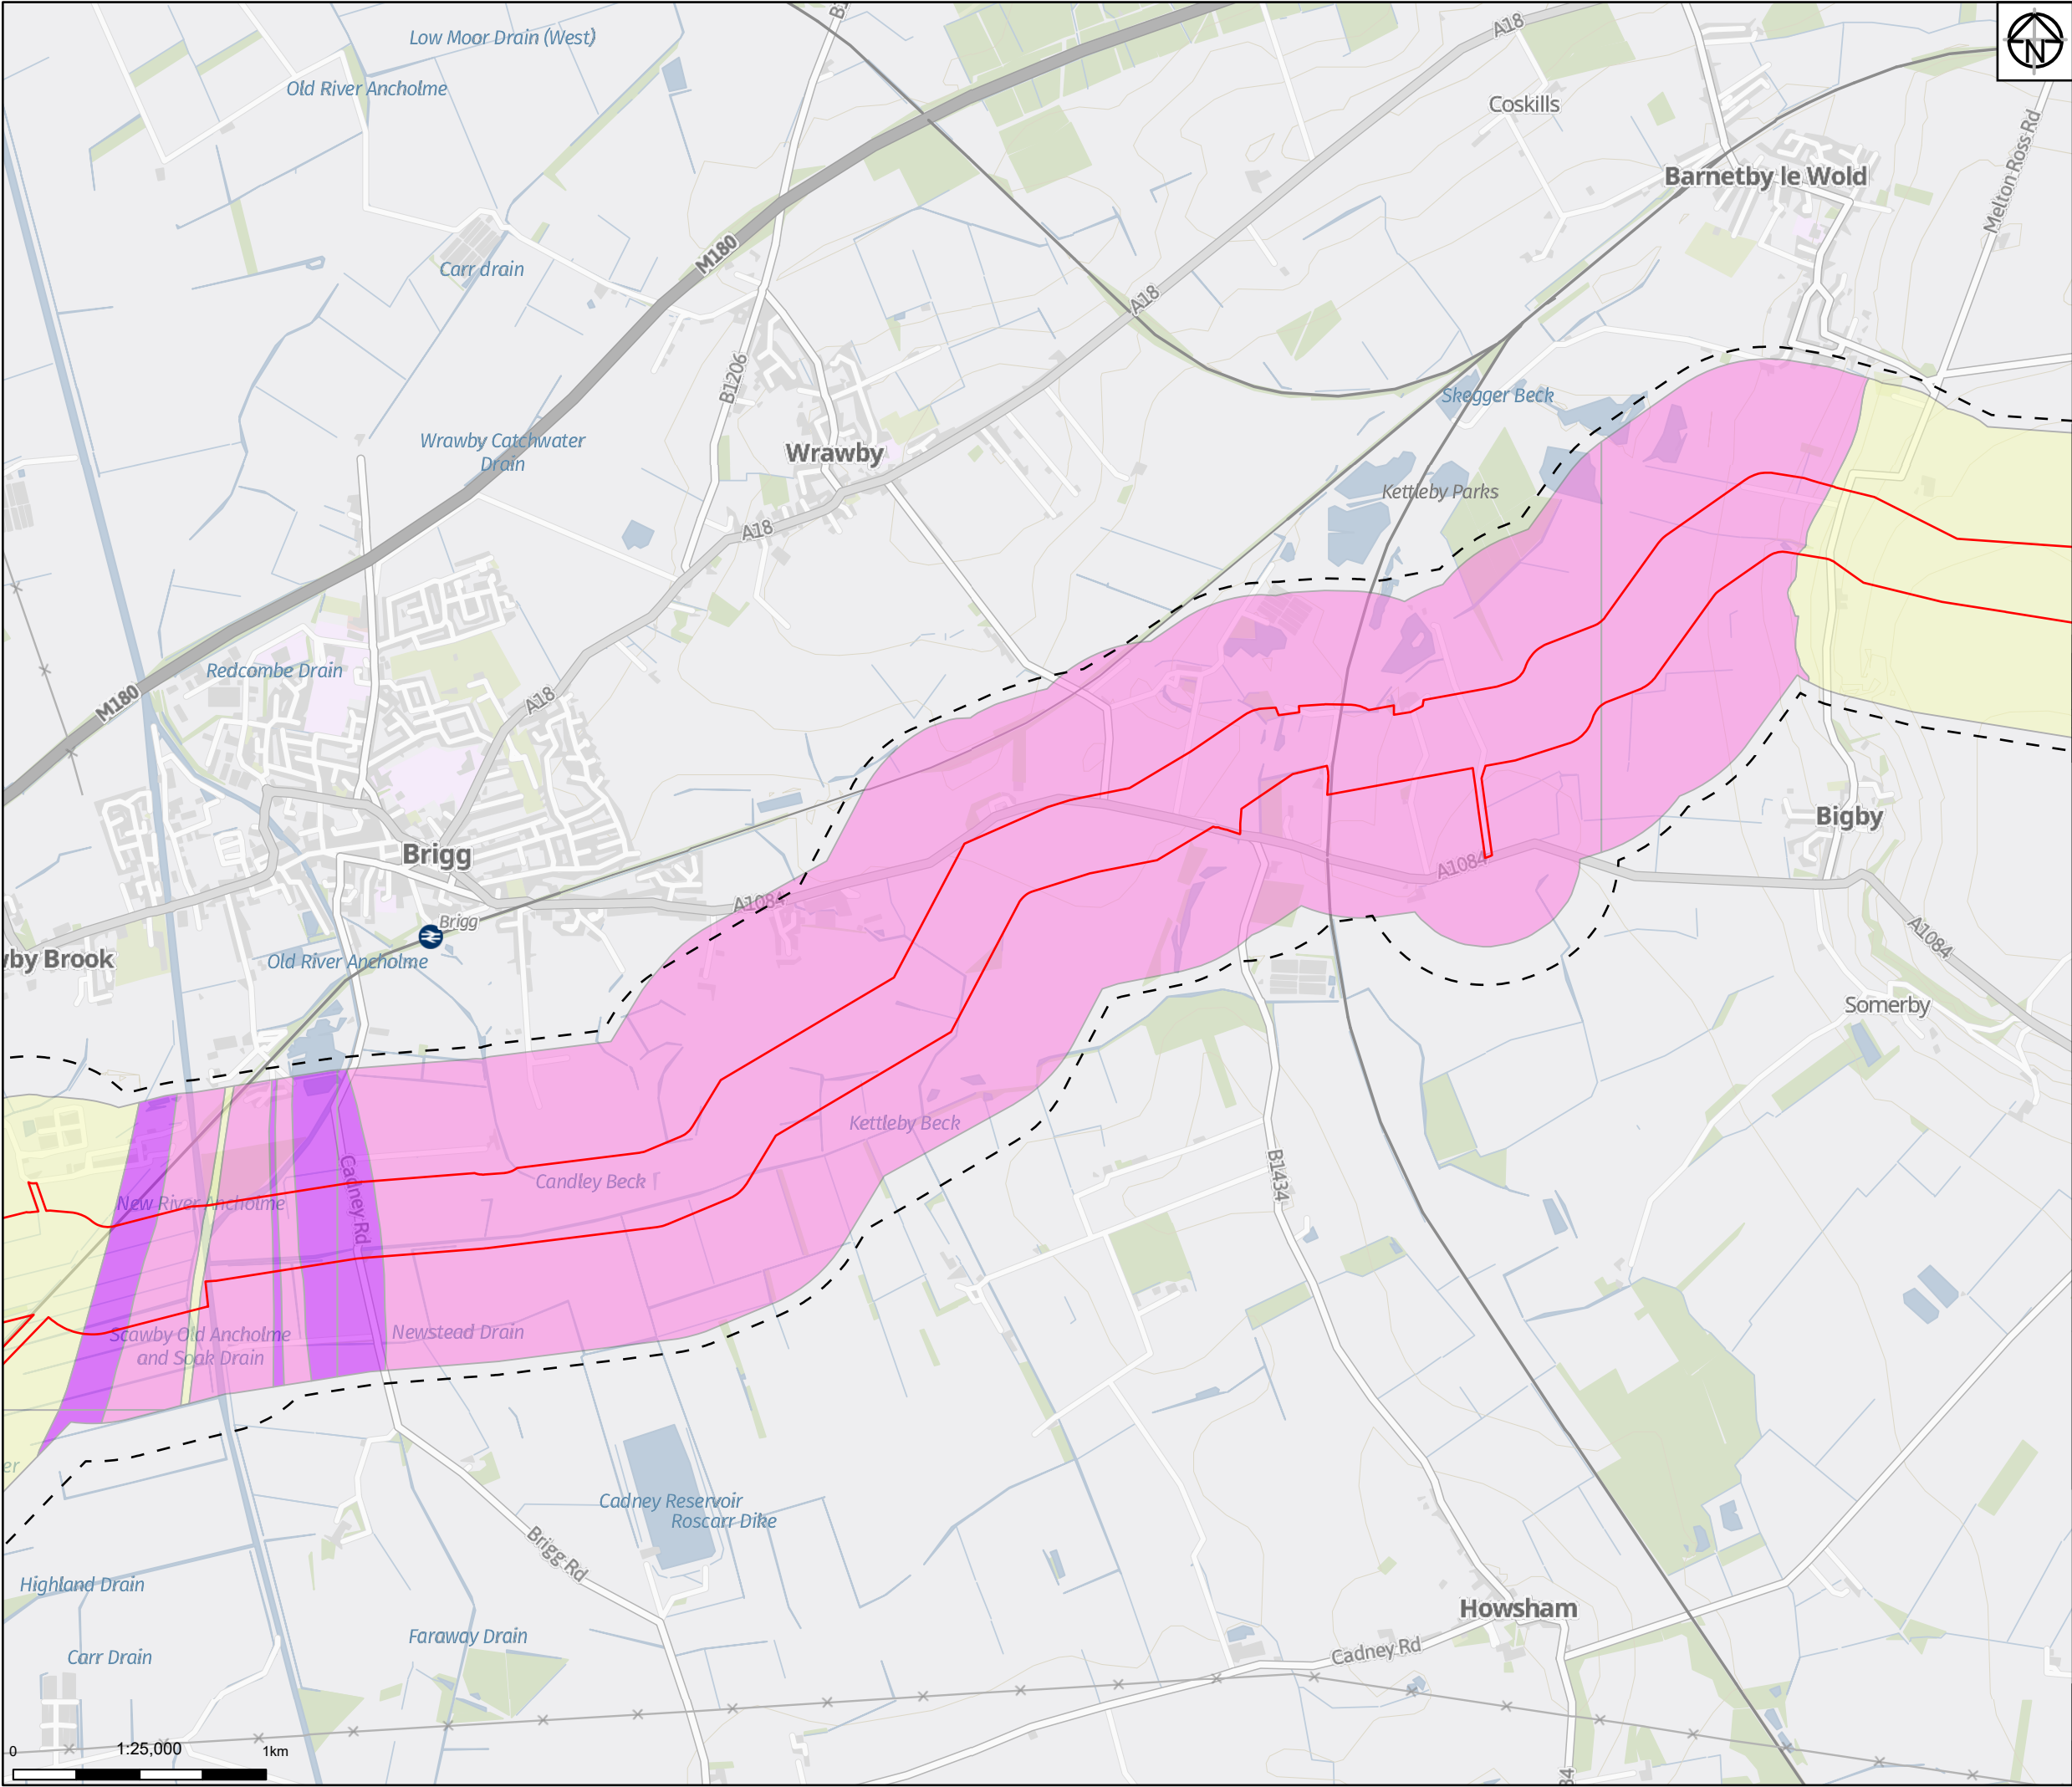 Low Moor Drain (West)
A18
N
Old River Ancholme
Coskills
Melton Ross Rd
Barnetby le Wold
M180
Carr drain
A18
B1206
Skegger Beck
Wrawby Catchwater
Drain
Wrawby
Kettleby Parks
A18
Redcombe Drain
M180
A18
Bigby
Brigg
A1084
A1084
Brigg
A1084
wby Brook
Old River Ancholme
Somerby
Kettleby Beck
Candley Beck
Cadney Rd
B1434
New River Ancholme
Scawby Old Ancholme
and Soak Drain
Newstead Drain
er
Cadney Reservoir
Roscarr Dike
Brigg Rd
Highland Drain
Howsham
Faraway Drain
Cadney Rd
Carr Drain
0
1:25,000
1km
34